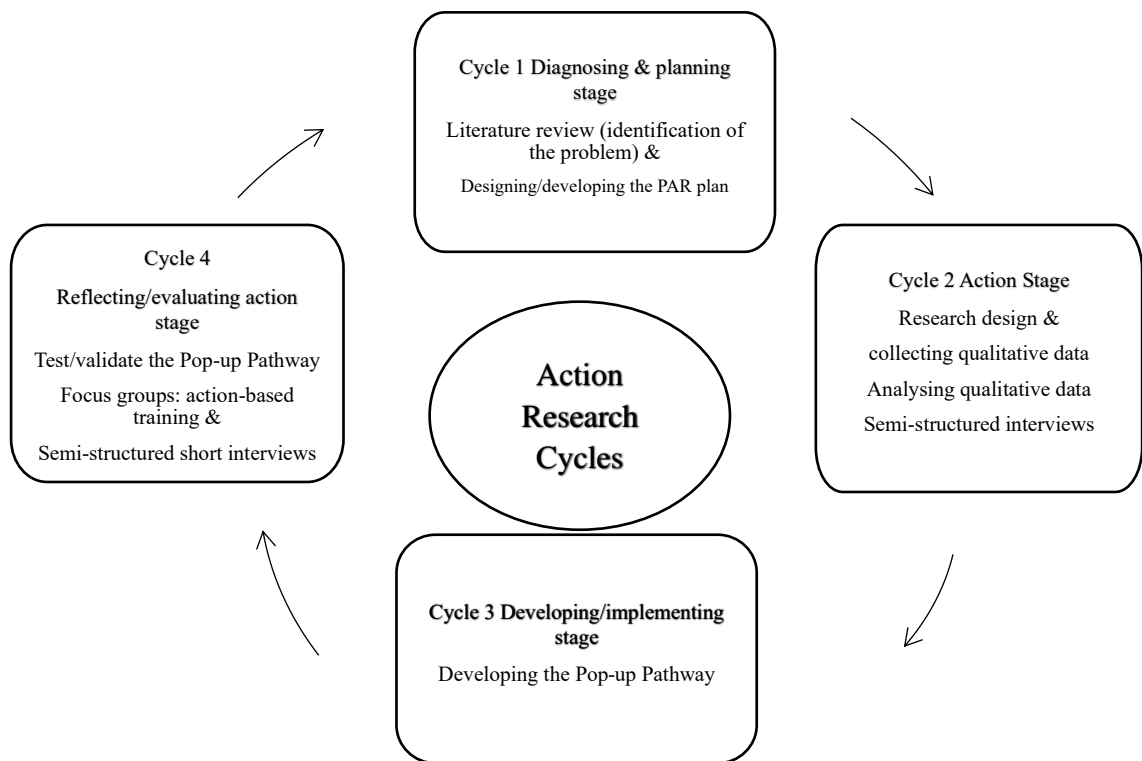 Cycle 1 Diagnosing & planning
stage
Literature review (identification of
the problem) &
Designing/developing the PAR plan
Cycle 2 Action Stage
Research design &
collecting qualitative data
Analysing qualitative data
Semi-structured interviews
Cycle 3 Developing/implementing
stage
Developing the Pop-up Pathway
Cycle 4
Reflecting/evaluating action
stage
Test/validate the Pop-up Pathway
Focus groups: action-based
training &
Semi-structured short interviews
Action
Research
Cycles